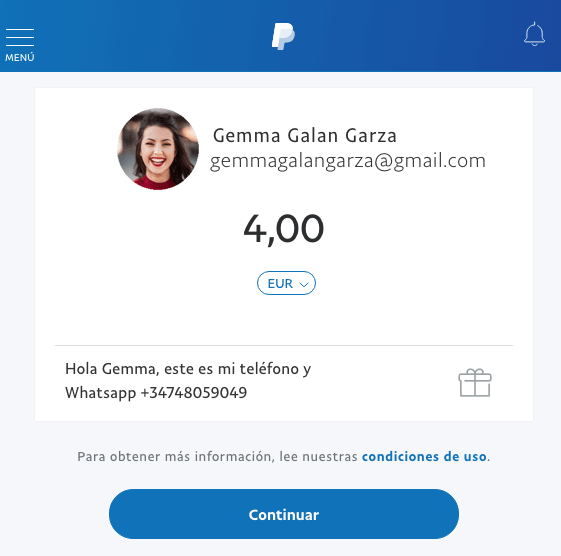 MENÚ
Gemma Galan Garza
gemmagalangarza@gmail.com
4,00
EUR
Hola Gemma, este es mi teléfono y
Whatsapp +34748059049
Para obtener más información, lee nuestras condiciones de uso.
Continuar